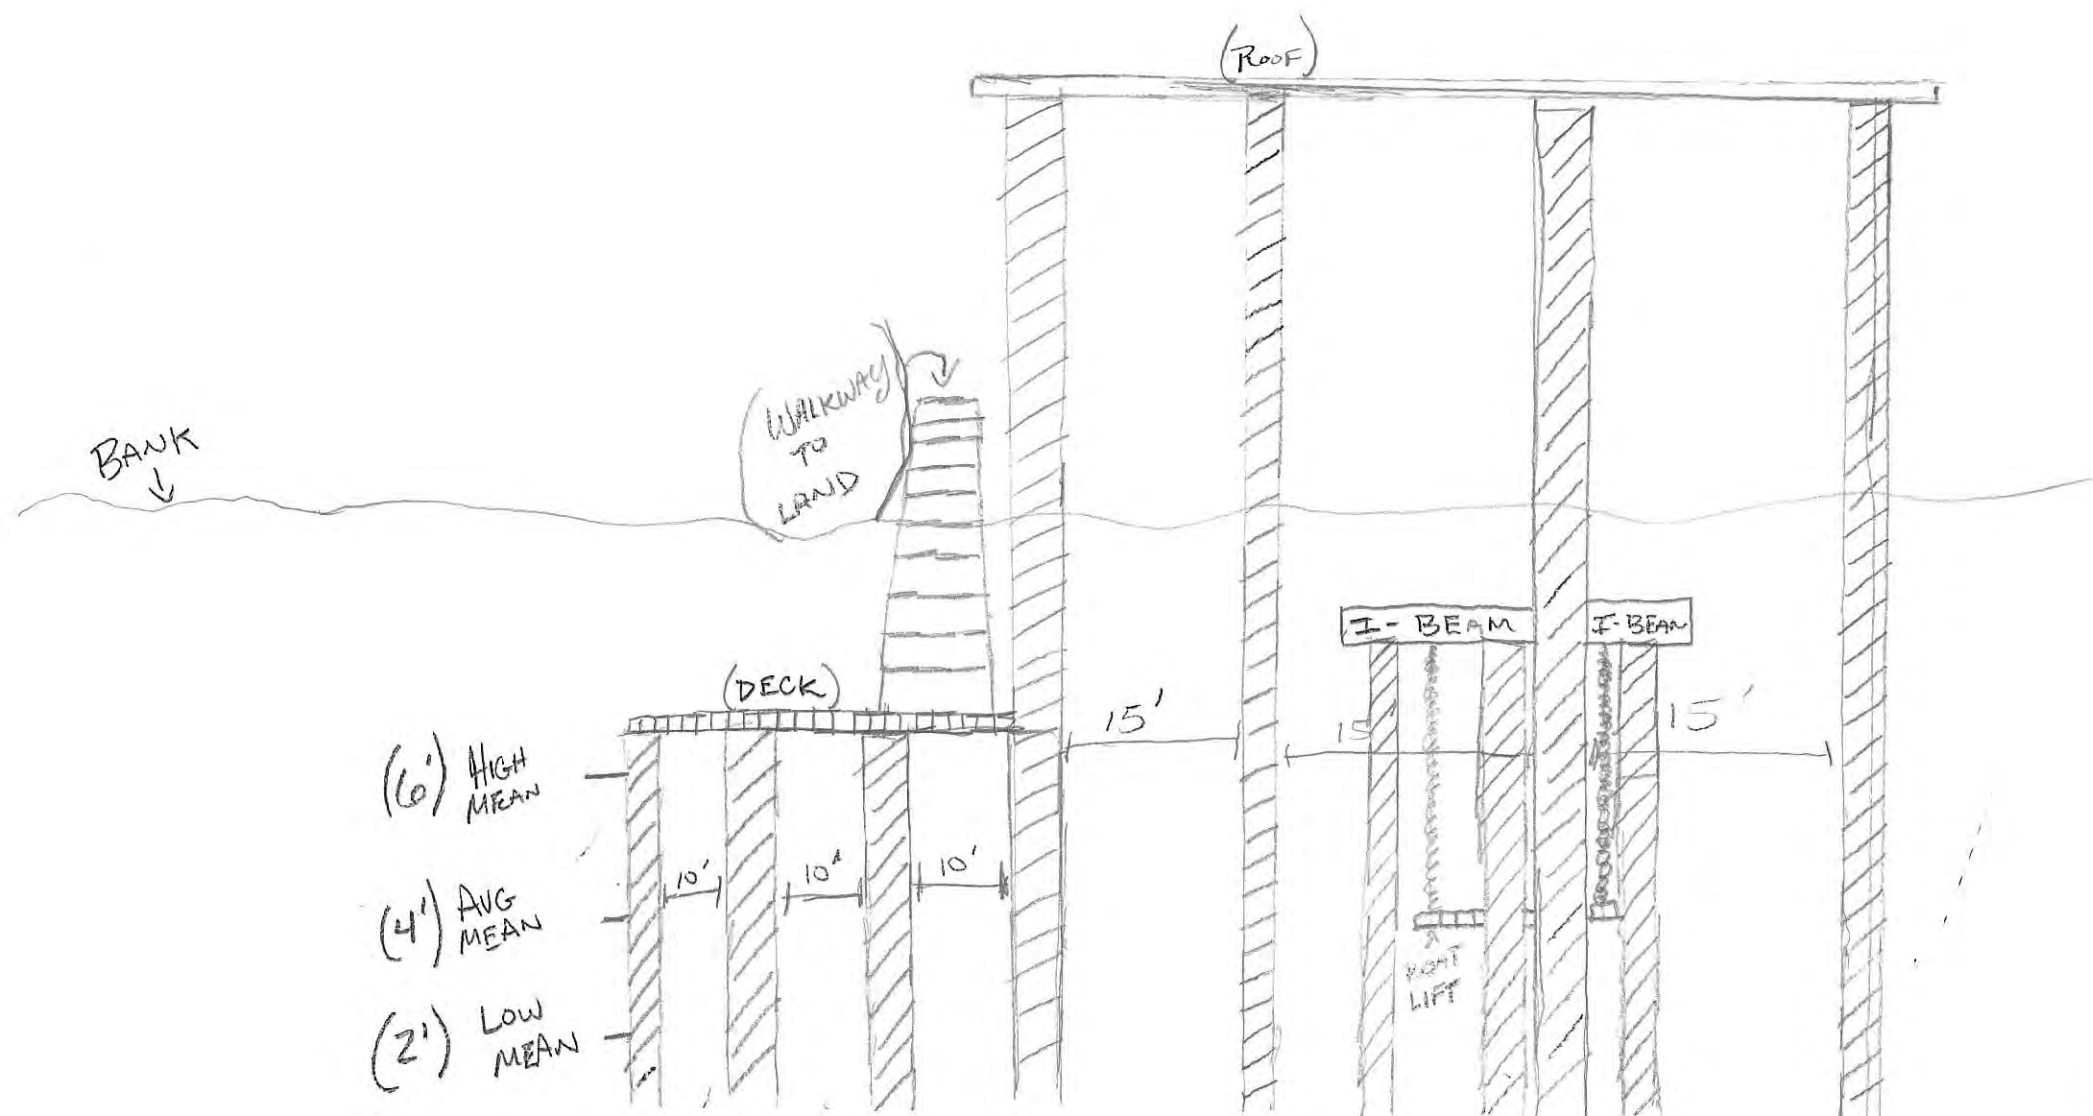 (ROOF)
(WALKWAY
TO
LAND
BANK
I-BEAM
I-BEAM
(DECK)
15'
15
15'
(6') HIGH
MEAN
10'
10'
10'
(4') AVG
MEAN
BOAT
LIFT
(2') LOW
MEAN